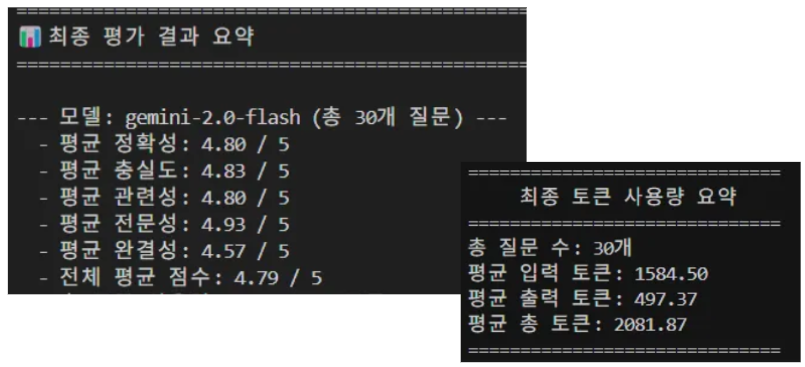 ==============================================
📊 최종 평가 결과 요약
==============================================
--- 모델: gemini-2.0-flash (총 30개 질문) ---
- 평균 정확성: 4.80 / 5
- 평균 충실도: 4.83 / 5
- 평균 관련성: 4.80 / 5
- 평균 전문성: 4.93 / 5
- 평균 완결성: 4.57 / 5
- 전체 평균 점수: 4.79 / 5
==============================
최종 토큰 사용량 요약
==============================
총 질문 수: 30개
평균 입력 토큰: 1584.50
평균 출력 토큰: 497.37
평균 총 토큰: 2081.87
==============================